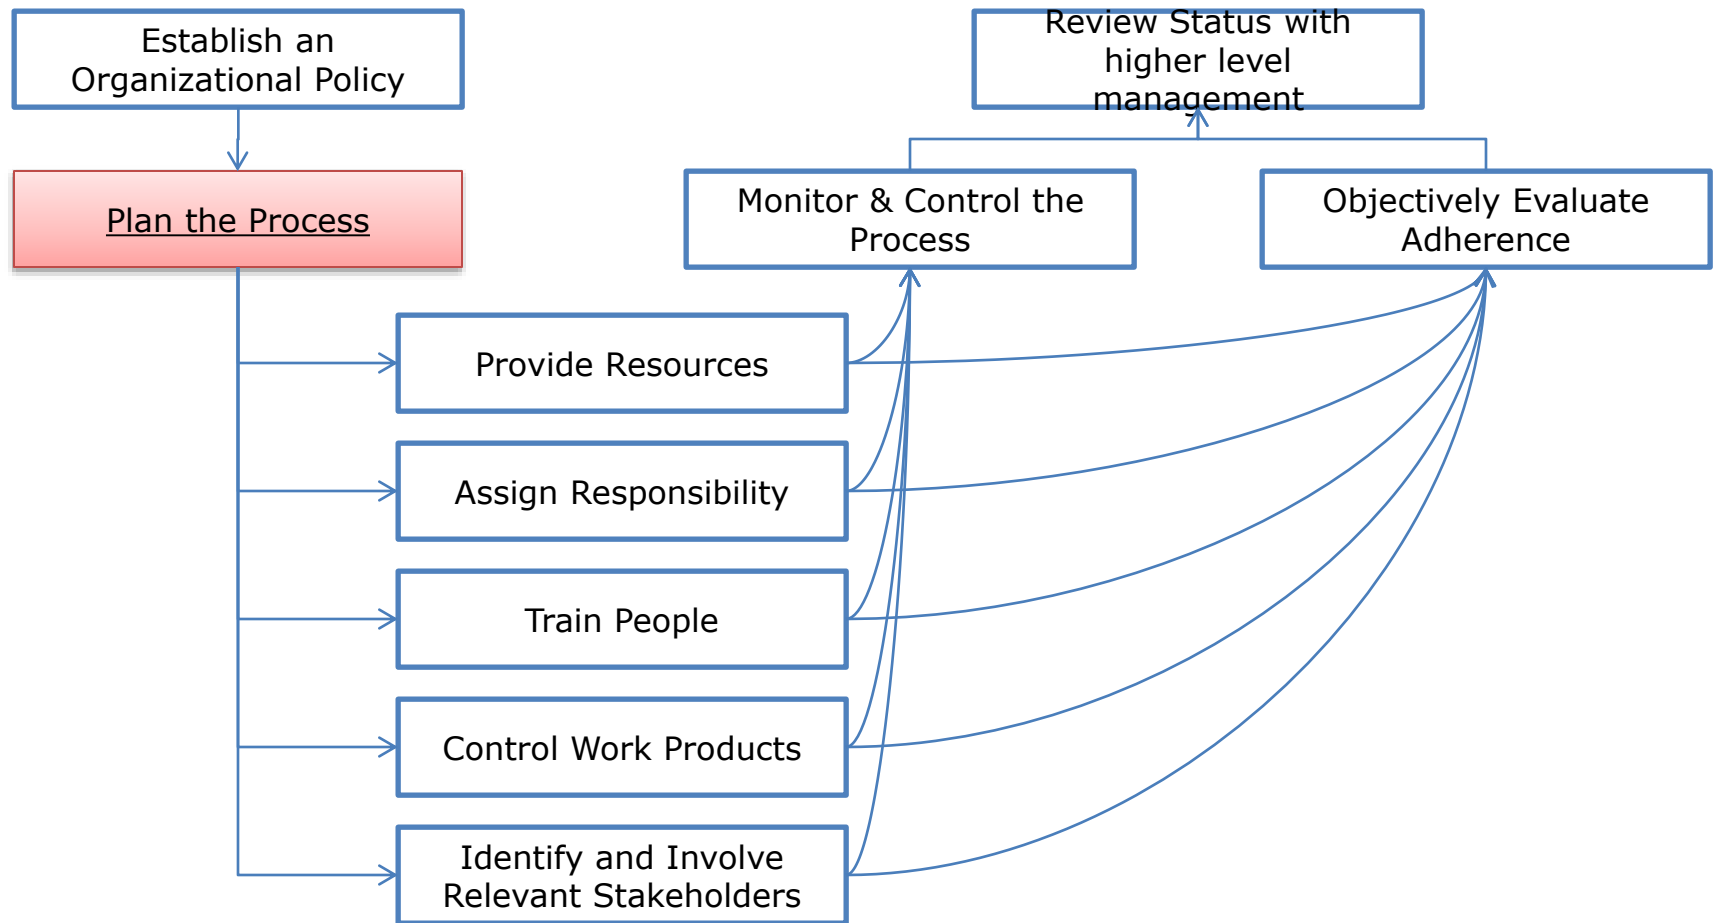 Establish an
Organizational Policy
Review Status with
higher level
management
Plan the Process
Monitor & Control the
Process
Objectively Evaluate
Adherence
Provide Resources
Assign Responsibility
Train People
Control Work Products
Identify and Involve
Relevant Stakeholders